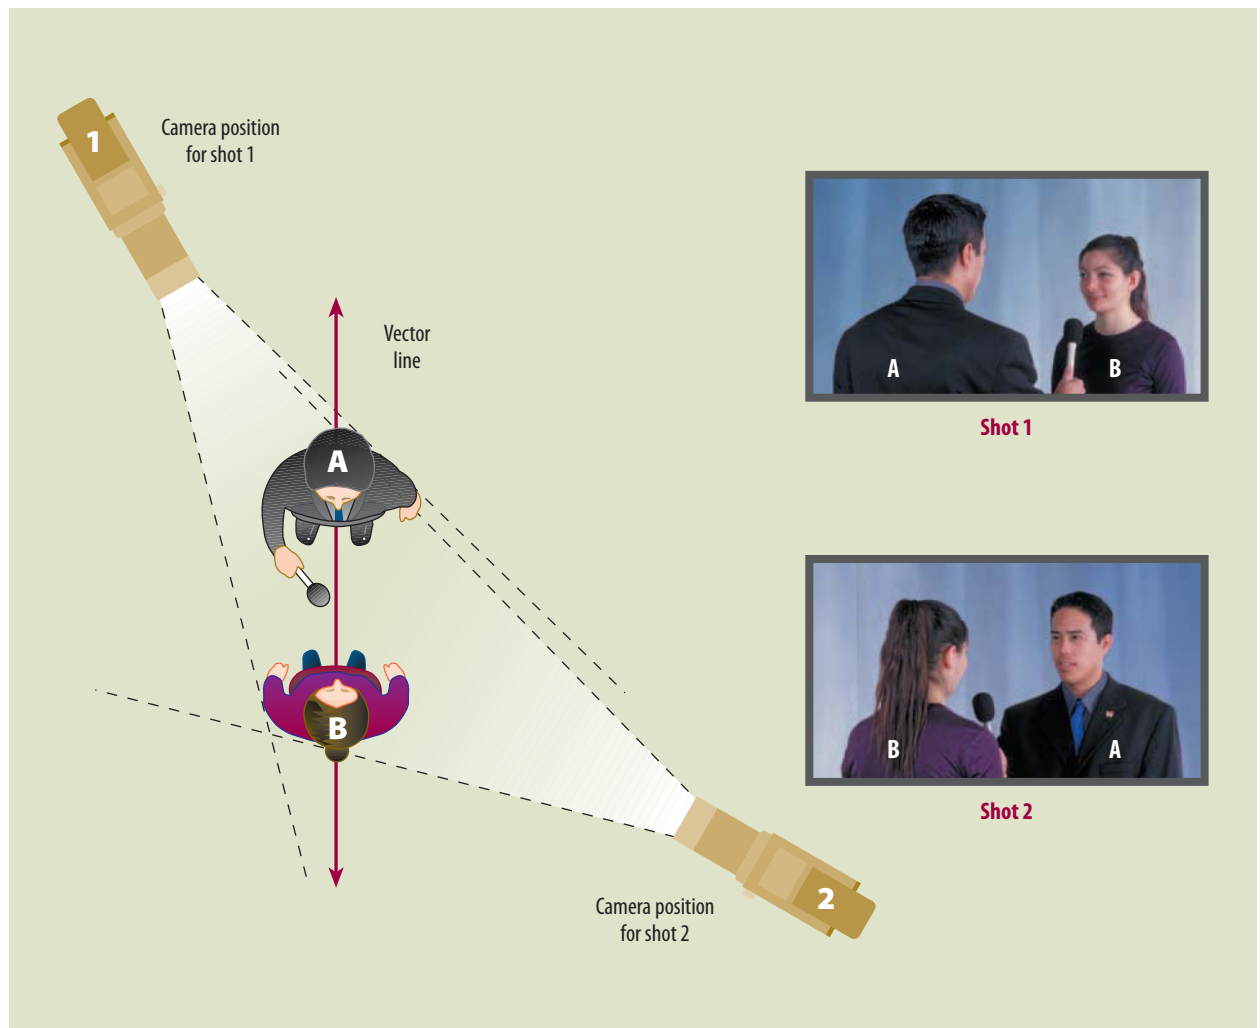 1
Camera position
for shot 1
Vector
line
A
B
A
B
Shot 1
B
A
Shot 2
Camera position
for shot 2
2